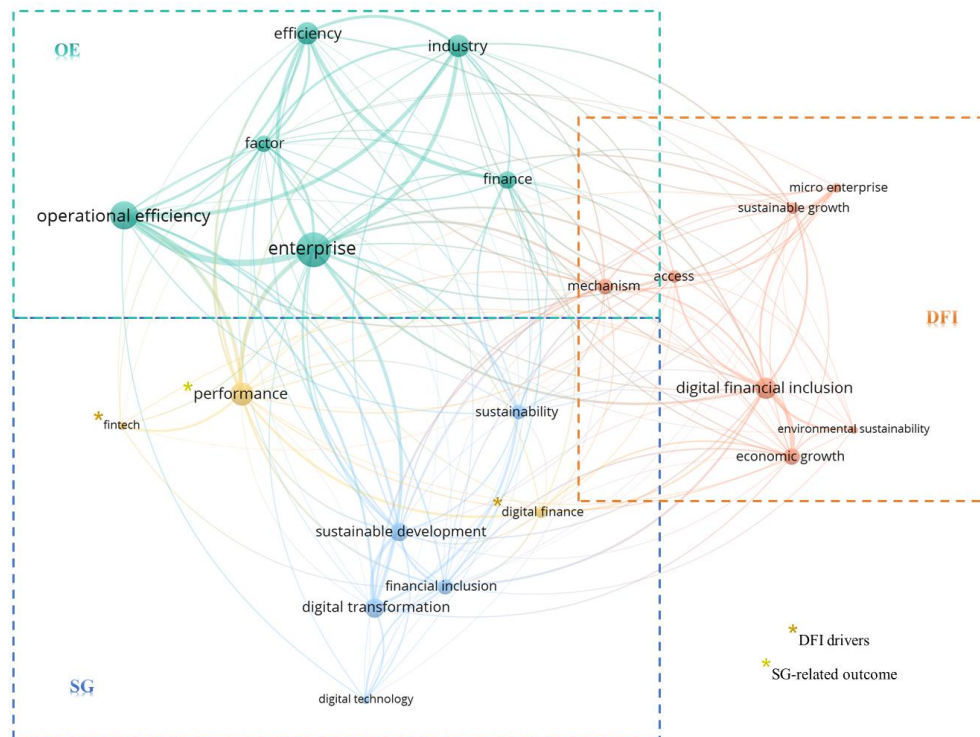 OE
efficiency
industry
factor
finance
operational efficiency
enterprise
micro enterprise
sustainable growth
access
mechanism
DFI
digital financial inclusion
environmental sustainability
economic growth
*performance
*fintech
sustainability
*digital finance
sustainable development
financial inclusion
digital transformation
digital technology
SG
*DFI drivers
*SG-related outcome